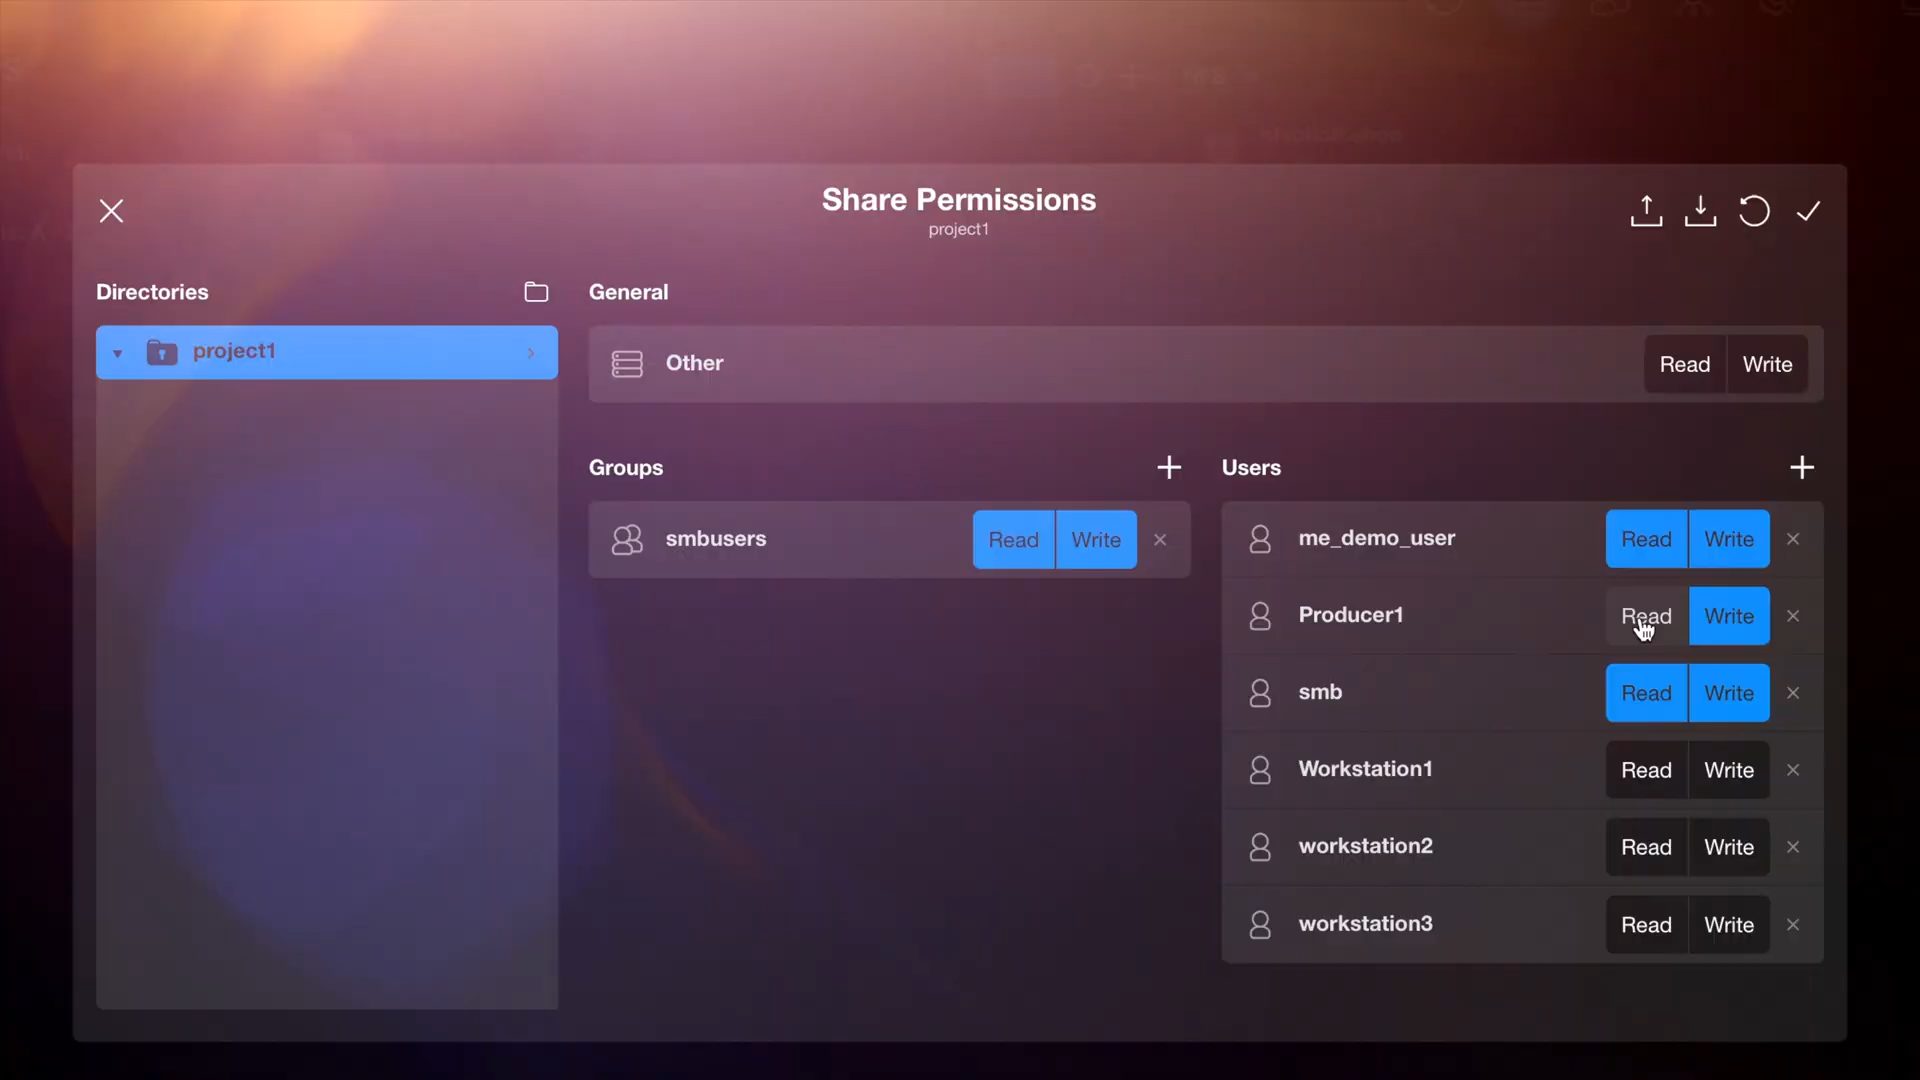 Share Permissions
project1
Directories
project1
General
Other
Read Write
Groups
smbusers
Read Write
Users
me_demo_user
Read Write
Producer1
Read Write
smb
Read Write
Workstation1
Read Write
workstation2
Read Write
workstation3
Read Write